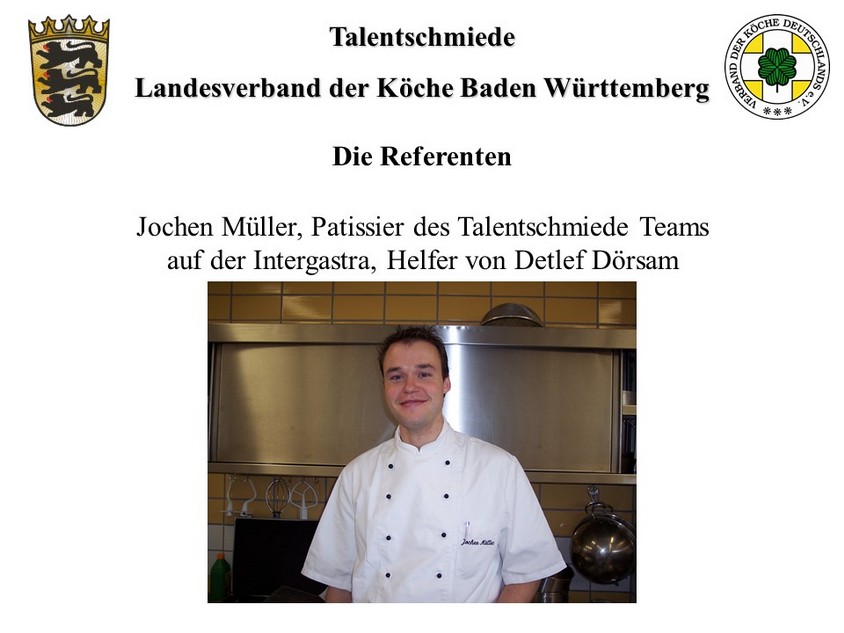 Talentschmiede
Landesverband der Köche Baden Württemberg
VERBAND DER KÖCHE DEUTSCHLANDS e.V.
Die Referenten
Jochen Müller, Patissier des Talentschmiede Teams
auf der Intergastra, Helfer von Detlef Dörsam
Jochen Müller